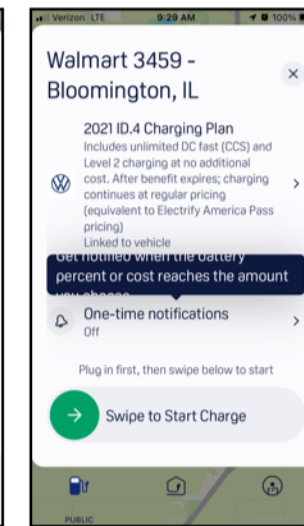 Verizon LTE 9:29 AM 100%
Walmart 3459 -
Bloomington, IL
2021 ID.4 Charging Plan
Includes unlimited DC fast (CCS) and
Level 2 charging at no additional
cost. After benefit expires; charging
continues at regular pricing
(equivalent to Electrify America Pass
pricing)
Linked to vehicle
Get notified when the battery
percent or cost reaches the amount
you choose
One-time notifications
Off
Plug in first, then swipe below to start
Swipe to Start Charge
PUBLIC